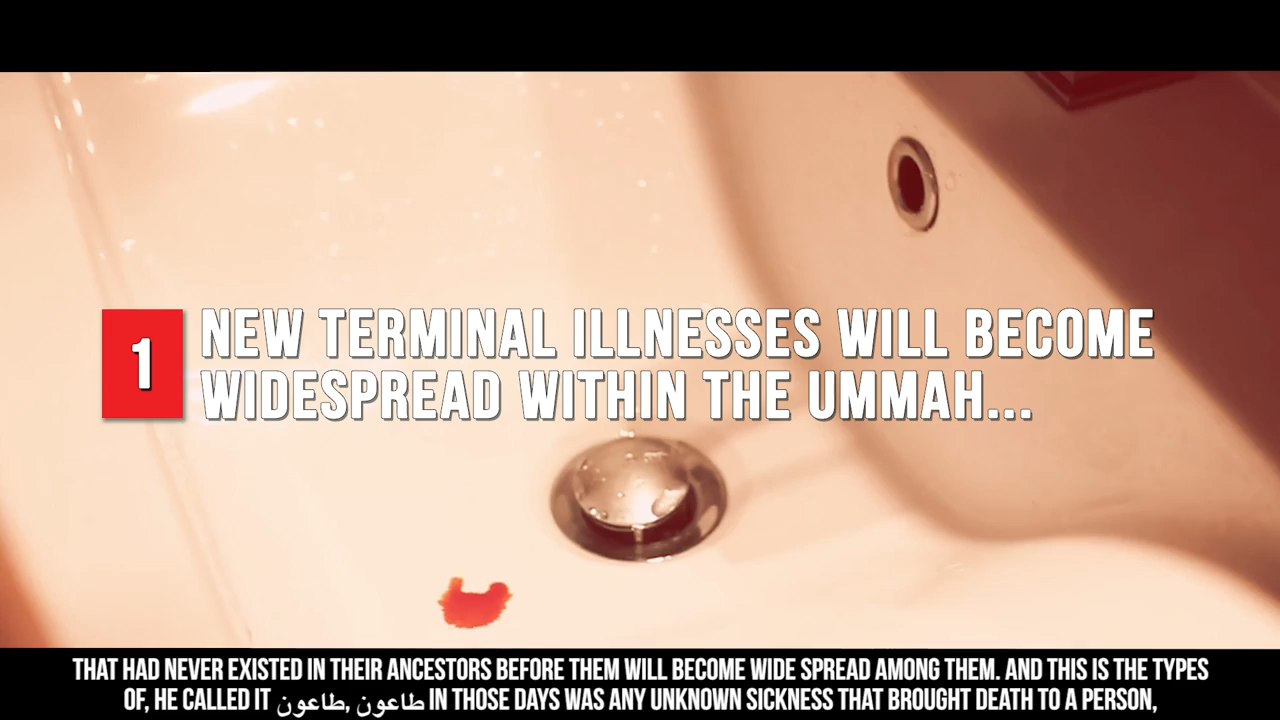 1
NEW TERMINAL ILLNESSES WILL BECOME
WIDESPREAD WITHIN THE UMMAH...
THAT HAD NEVER EXISTED IN THEIR ANCESTORS BEFORE THEM WILL BECOME WIDE SPREAD AMONG THEM. AND THIS IS THE TYPES
OF, HE CALLED IT طاعون, طاعون IN THOSE DAYS WAS ANY UNKNOWN SICKNESS THAT BROUGHT DEATH TO A PERSON,